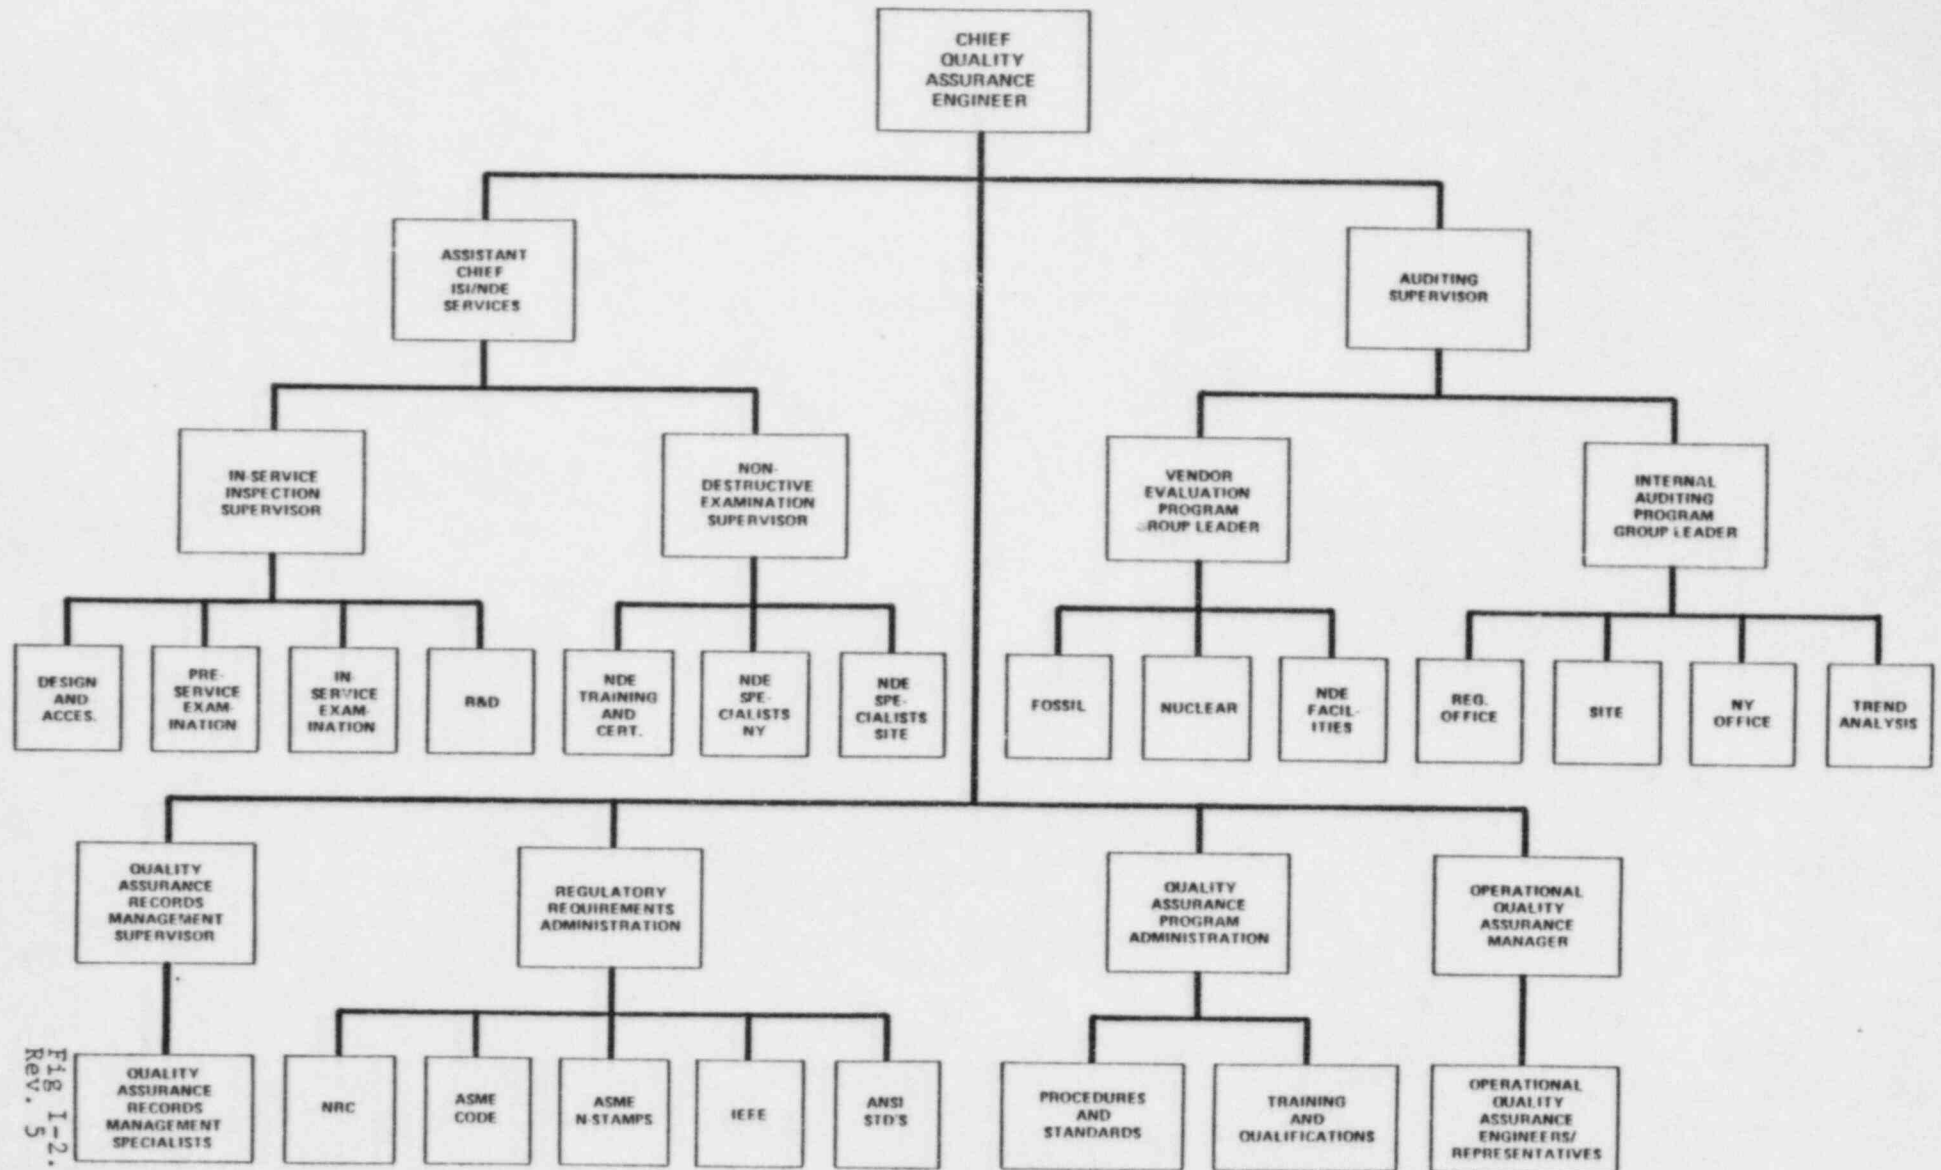 CHIEF
QUALITY
ASSURANCE
ENGINEER
ASSISTANT
CHIEF
ISI/NDE
SERVICES
AUDITING
SUPERVISOR
IN-SERVICE
INSPECTION
SUPERVISOR
NON-
DESTRUCTIVE
EXAMINATION
SUPERVISOR
VENDOR
EVALUATION
PROGRAM
GROUP LEADER
INTERNAL
AUDITING
PROGRAM
GROUP LEADER
DESIGN
AND
ACCES.
PRE-
SERVICE
EXAM-
INATION
IN
SERVICE
EXAM-
INATION
R&D
NDE
TRAINING
AND
CERT.
NDE
SPE-
CIALISTS
NY
NDE
SPE-
CIALISTS
SITE
FOSSIL
NUCLEAR
NDE
FACIL-
ITIES
REG.
OFFICE
SITE
NY
OFFICE
TREND
ANALYSIS
QUALITY
ASSURANCE
RECORDS
MANAGEMENT
SUPERVISOR
REGULATORY
REQUIREMENTS
ADMINISTRATION
QUALITY
ASSURANCE
PROGRAM
ADMINISTRATION
OPERATIONAL
QUALITY
ASSURANCE
MANAGER
QUALITY
ASSURANCE
RECORDS
MANAGEMENT
SPECIALISTS
NRC
ASME
CODE
ASME
N-STAMPS
IEFE
ANSI
STD'S
PROCEDURES
AND
STANDARDS
TRAINING
AND
QUALIFICATIONS
OPERATIONAL
QUALITY
ASSURANCE
ENGINEERS/
REPRESENTATIVES
Fig I-2.
Rev. 5